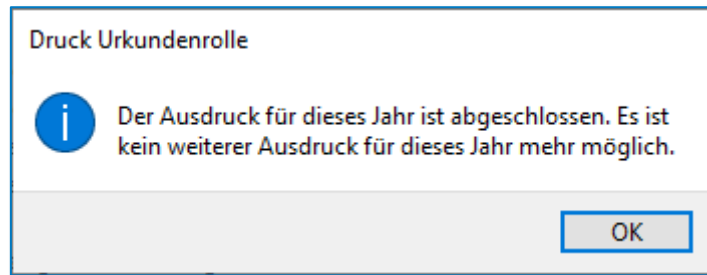 Druck Urkundenrolle
Der Ausdruck für dieses Jahr ist abgeschlossen. Es ist
kein weiterer Ausdruck für dieses Jahr mehr möglich.
OK